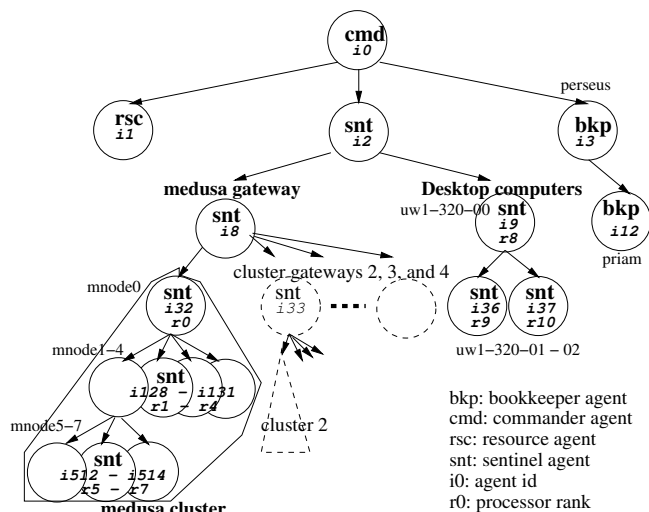 cmd
i0
perseus
rsc
i1
snt
i2
bkp
i3
medusa gateway
Desktop computers
uw1-320-00
snt
i8
snt
i9
r8
bkp
i12
priam
mnode0
cluster gateways 2, 3, and 4
snt
i32
r0
snt
i33
snt
i36
r9
snt
i37
r10
mnode1-4
uw1-320-01 - 02
snt
i128 - i131
r1 - r4
mnode5-7
cluster 2
snt
i512 - i514
r5 - r7
medusa cluster
bkp: bookkeeper agent
cmd: commander agent
rsc: resource agent
snt: sentinel agent
i0: agent id
r0: processor rank